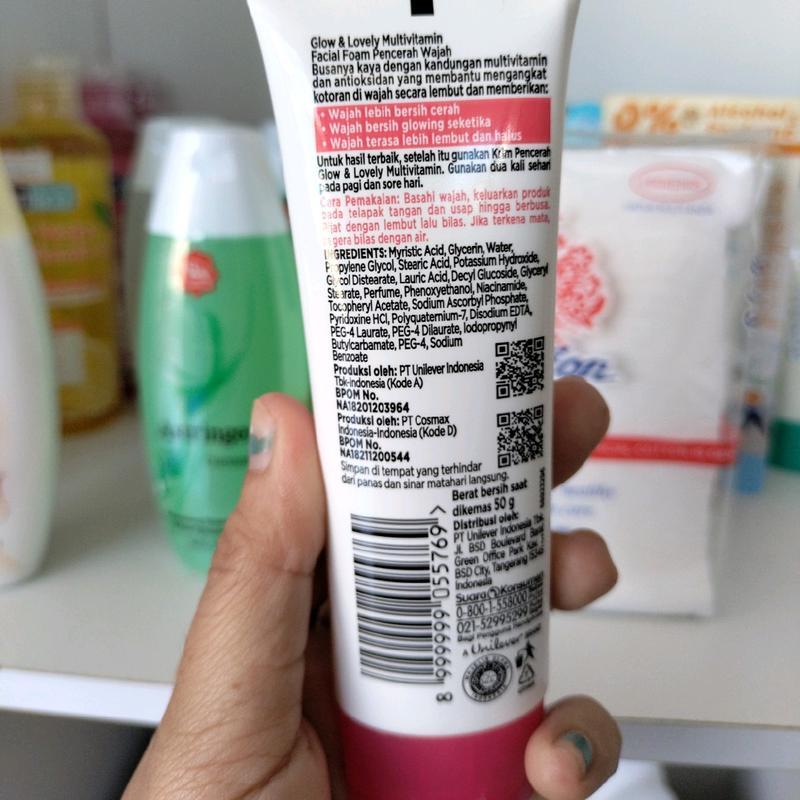 Glow & Lovely Multivitamin
Facial Foam Pencerah Wajah
Busanya kaya dengan kandungan multivitamin
dan antioksidan yang membantu mengangkat
kotoran di wajah secara lembut dan memberikan:
• Wajah lebih bersih cerah
• Wajah bersih glowing seketika
• Wajah terasa lebih lembut dan halus
Untuk hasil terbaik, setelah itu gunakan Krim Pencerah
Glow & Lovely Multivitamin. Gunakan dua kali sehari
pada pagi dan sore hari.
Cara Pemakaian: Basahi wajah, keluarkan produk
pada telapak tangan dan usap hingga berbusa.
Pijat dengan lembut lalu bilas. Jika terkena mata,
segera bilas dengan air.
INGREDIENTS: Myristic Acid, Glycerin, Water,
Propylene Glycol, Stearic Acid, Potassium Hydroxide,
Glycol Distearate, Lauric Acid, Decyl Glucoside, Glyceryl
Stearate, Perfume, Phenoxyethanol, Niacinamide,
Tocopheryl Acetate, Sodium Ascorbyl Phosphate,
Pyridoxine HCl, Polyquaternium-7, Disodium EDTA,
PEG-4 Laurate, PEG-4 Dilaurate, Iodopropynyl
Butylcarbamate, PEG-4, Sodium
Benzoate
Produksi oleh: PT Unilever Indonesia
Tbk-Indonesia (Kode A)
BPOM No.
NA18201203964
Produksi oleh: PT Cosmax
Indonesia-Indonesia (Kode D)
BPOM No.
NA18211200544
Simpan di tempat yang terhindar
dari panas dan sinar matahari langsung.
Berat bersih saat
dikemas 50 g
Distribusi oleh:
PT Unilever Indonesia Tbk.
Jl. BSD Boulevard Barat
Green Office Park Kav.
BSD City, Tangerang 15345
Indonesia
Suara Konsumen
0-800-1-558000
021-52995299
Unilever
8 999999 055769 >
0%